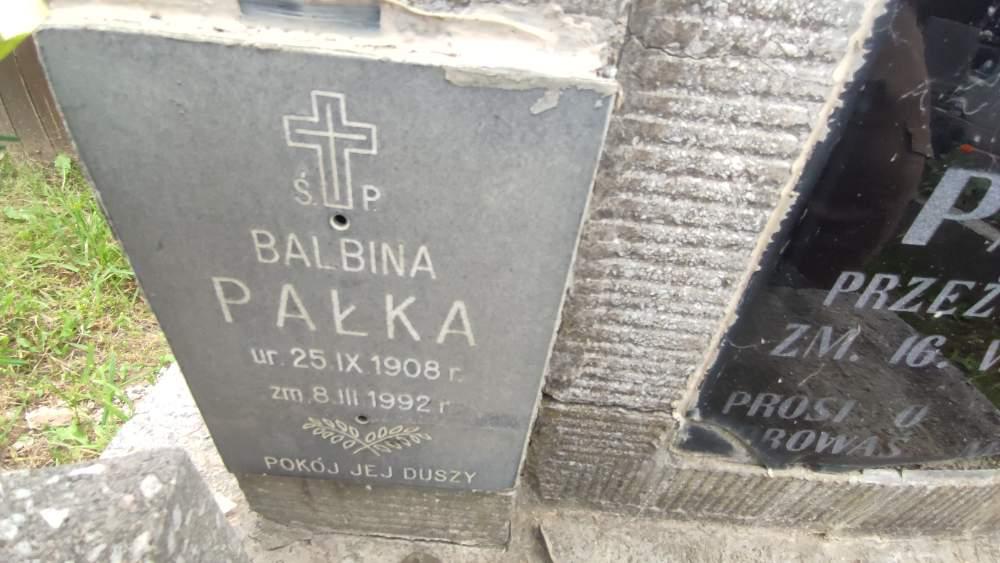 Ś. P.
BALBINA
PAŁKA
ur. 25.IX.1908 r.
zm. 8.III 1992 r
POKÓJ JEJ DUSZY
ZM. 16.
PROSI O